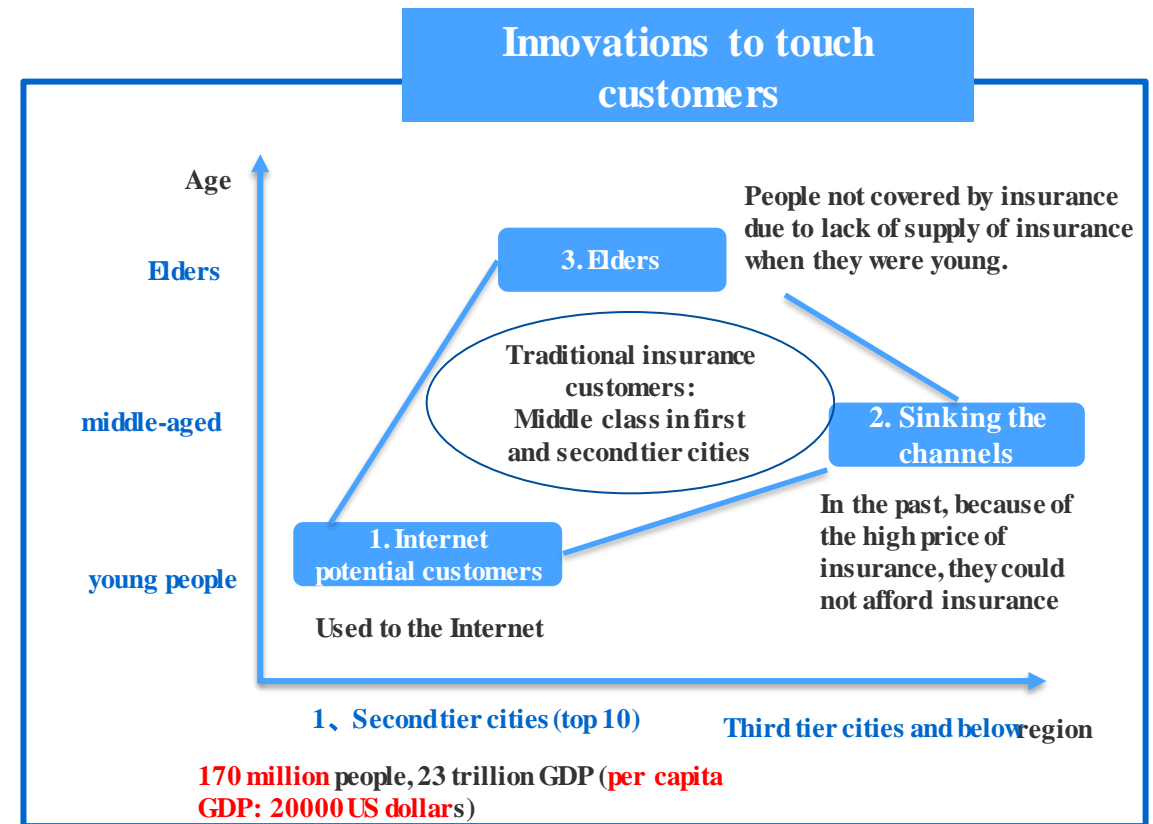 Innovations to touch
customers
Age
People not covered by insurance
due to lack of supply of insurance
when they were young.
Elders
3. Elders
Traditional insurance
customers:
Middle class in first
and second tier cities
middle-aged
2. Sinking the
channels
In the past, because of
the high price of
insurance, they could
not afford insurance
1. Internet
potential customers
young people
Used to the Internet
1、Second tier cities (top 10)
Third tier cities and below
region
170 million people, 23 trillion GDP (per capita
GDP: 20000 US dollars)